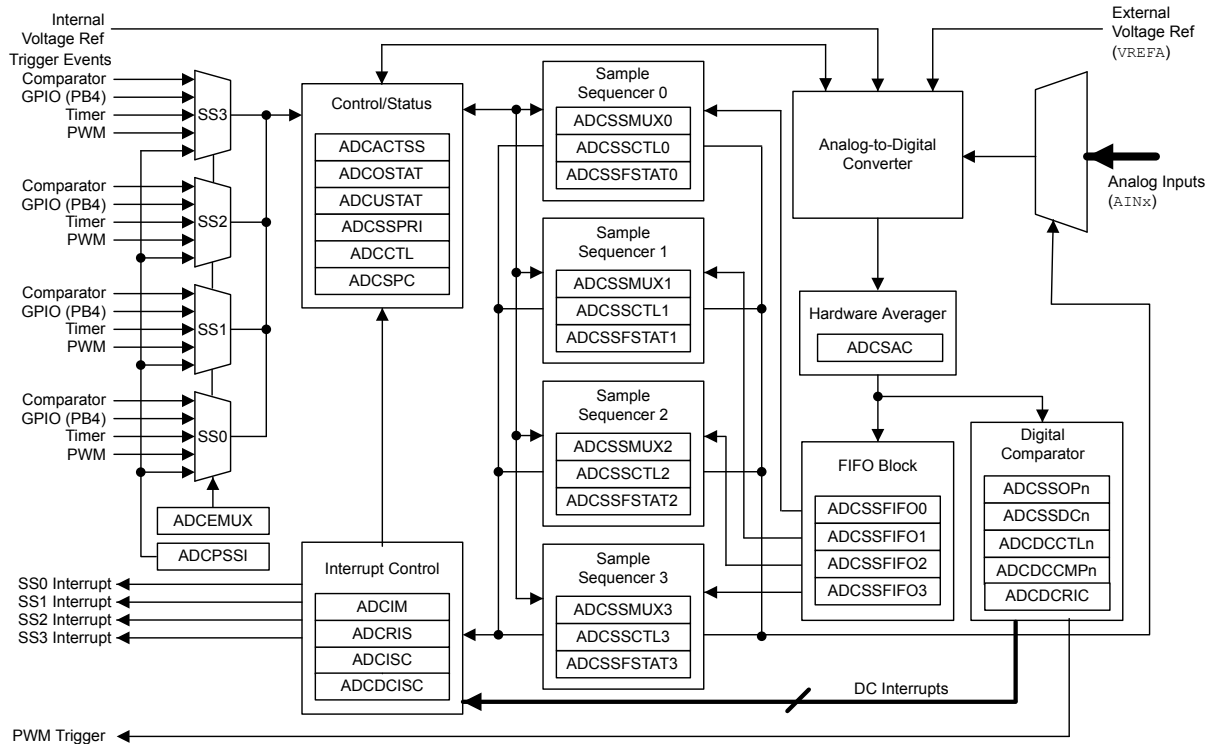 Internal
Voltage Ref
External
Voltage Ref
(VREFA)
Trigger Events
Comparator
GPIO (PB4)
Timer
PWM
SS3
Comparator
GPIO (PB4)
Timer
PWM
SS2
Comparator
GPIO (PB4)
Timer
PWM
SS1
Comparator
GPIO (PB4)
Timer
PWM
SS0
ADCEMUX
ADCPSSI
Control/Status
ADCACTSS
ADCOSTAT
ADCUSTAT
ADCSSPRI
ADCCTL
ADCSPC
Sample
Sequencer 0
ADCSSMUX0
ADCSSCTL0
ADCSSFSTAT0
Sample
Sequencer 1
ADCSSMUX1
ADCSSCTL1
ADCSSFSTAT1
Sample
Sequencer 2
ADCSSMUX2
ADCSSCTL2
ADCSSFSTAT2
Sample
Sequencer 3
ADCSSMUX3
ADCSSCTL3
ADCSSFSTAT3
Analog-to-Digital
Converter
Analog Inputs
(AINx)
Hardware Averager
ADCSAC
FIFO Block
ADCSSFIFO0
ADCSSFIFO1
ADCSSFIFO2
ADCSSFIFO3
Digital
Comparator
ADCSSOPn
ADCSSDCn
ADCDCCTLn
ADCDCCMPn
ADCDCRIC
Interrupt Control
ADCIM
ADCRIS
ADCISC
ADCDCISC
SS0 Interrupt
SS1 Interrupt
SS2 Interrupt
SS3 Interrupt
DC Interrupts
PWM Trigger